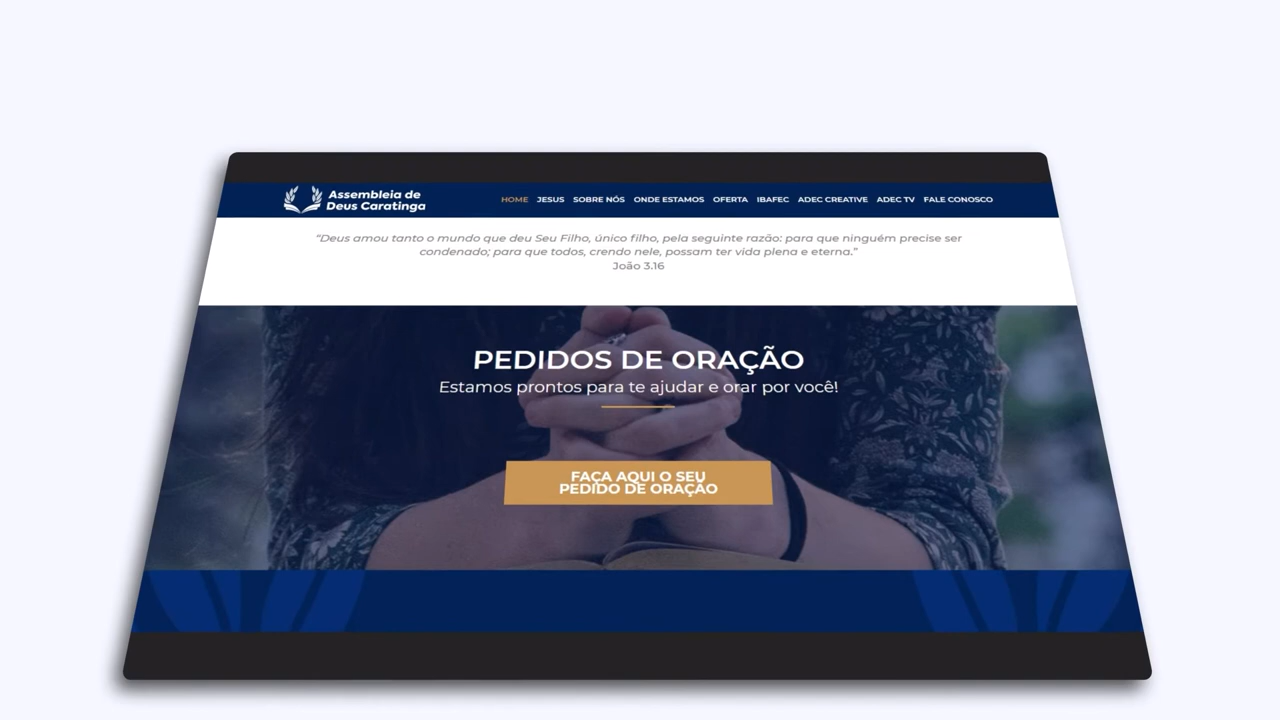 Assembleia de
Deus Caratinga
HOME JESUS SOBRE NÓS ONDE ESTAMOS OFERTA IBAFEC ADEC CREATIVE ADEC TV FALE CONOSCO
“Deus amou tanto o mundo que deu Seu Filho, único filho, pela seguinte razão: para que ninguém precise ser
condenado; para que todos, crendo nele, possam ter vida plena e eterna.”
João 3.16
PEDIDOS DE ORAÇÃO
Estamos prontos para te ajudar e orar por você!
FAÇA AQUI O SEU
PEDIDO DE ORAÇÃO